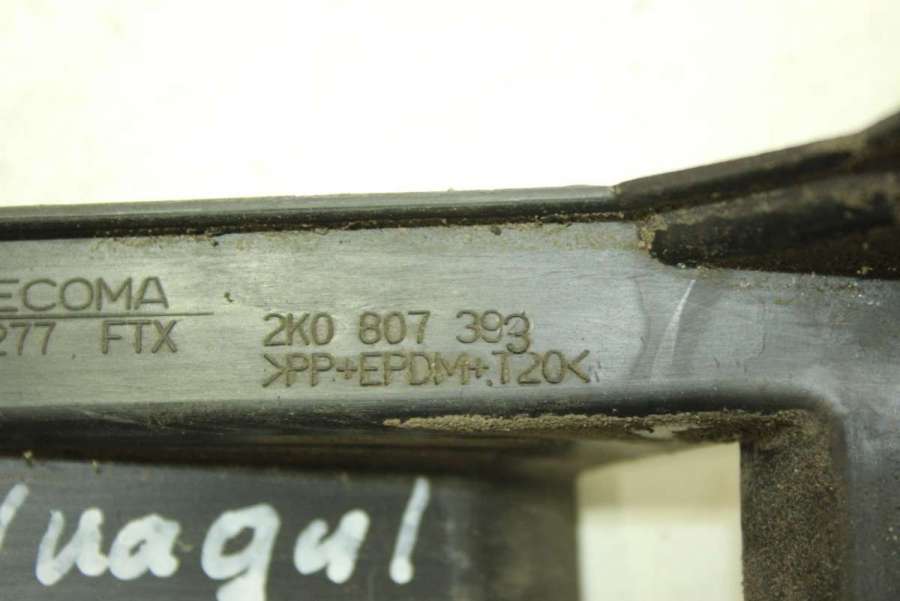 ECOMA
277 FTX
2K0 807 393
>PP+EPDM+T20<